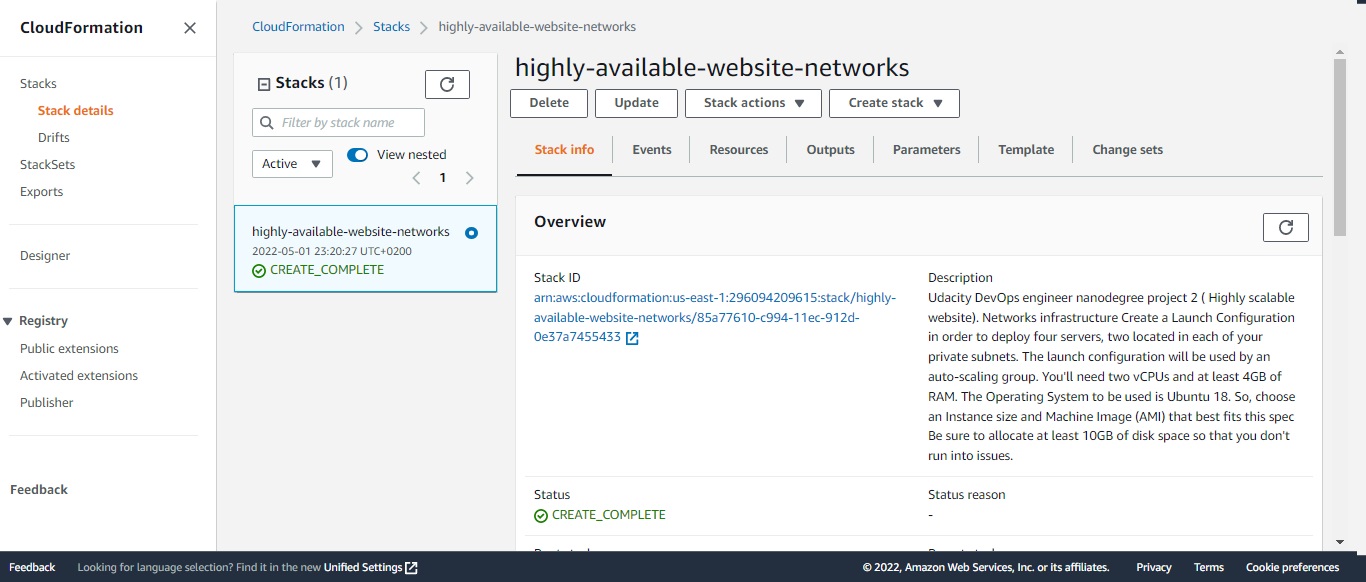 CloudFormation
Stacks
Stack details
Drifts
StackSets
Exports
Designer
Registry
Public extensions
Activated extensions
Publisher
Feedback
CloudFormation
Stacks
highly-available-website-networks
Stacks (1)
Filter by stack name
Active
View nested
1
highly-available-website-networks
2022-05-01 23:20:27 UTC+0200
CREATE_COMPLETE
highly-available-website-networks
Delete
Update
Stack actions
Create stack
Stack info
Events
Resources
Outputs
Parameters
Template
Change sets
Overview
Stack ID
arn:aws:cloudformation:us-east-1:296094209615:stack/highly-
available-website-networks/85a77610-c994-11ec-912d-
0e37a7455433
Description
Udacity DevOps engineer nanodegree project 2 ( Highly scalable
website). Networks infrastructure Create a Launch Configuration
in order to deploy four servers, two located in each of your
private subnets. The launch configuration will be used by an
auto-scaling group. You'll need two vCPUs and at least 4GB of
RAM. The Operating System to be used is Ubuntu 18. So, choose
an Instance size and Machine Image (AMI) that best fits this spec
Be sure to allocate at least 10GB of disk space so that you don't
run into issues.
Status
CREATE_COMPLETE
Status reason
-
Feedback
Looking for language selection? Find it in the new Unified Settings
© 2022, Amazon Web Services, Inc. or its affiliates.
Privacy
Terms
Cookie preferences